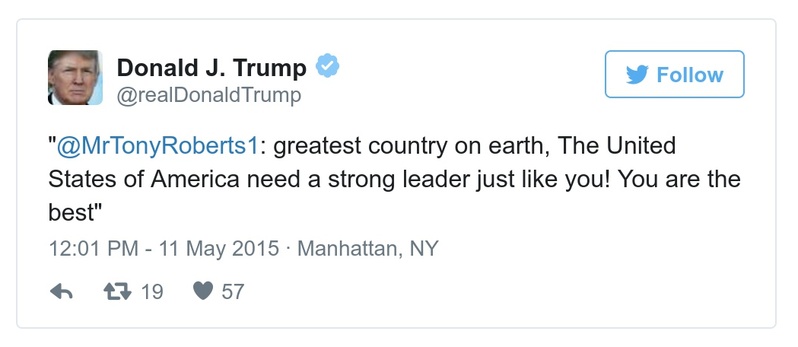 Donald J. Trump
@realDonaldTrump
Follow
"@MrTonyRoberts1: greatest country on earth, The United
States of America need a strong leader just like you! You are the
best"
12:01 PM - 11 May 2015 · Manhattan, NY
19 57